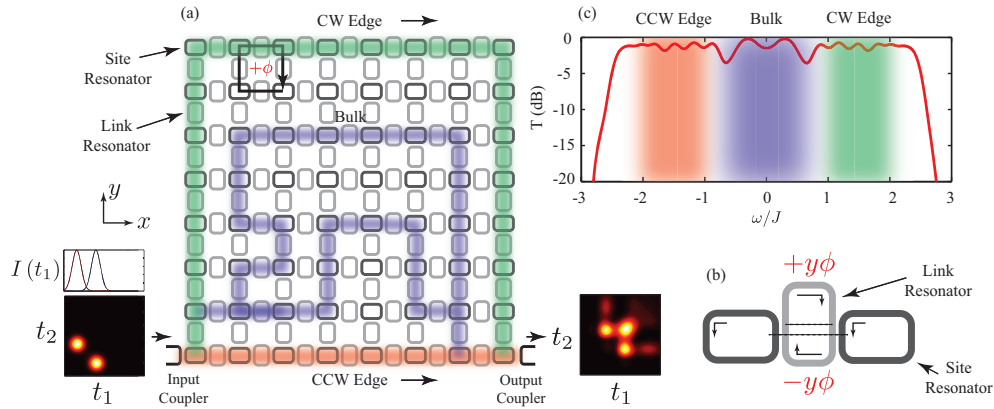 (a)
CW Edge
Site
Resonator
+ϕ
Link
Resonator
Bulk
y
x
I (t₁)
t₂
t₁
Input
Coupler
CCW Edge
Output
Coupler
t₂
t₁
(c)
CCW Edge
Bulk
CW Edge
T (dB)
0
-5
-10
-15
-20
-3
-2
-1
0
1
2
3
ω/J
(b)
+yϕ
Link
Resonator
-yϕ
Site
Resonator